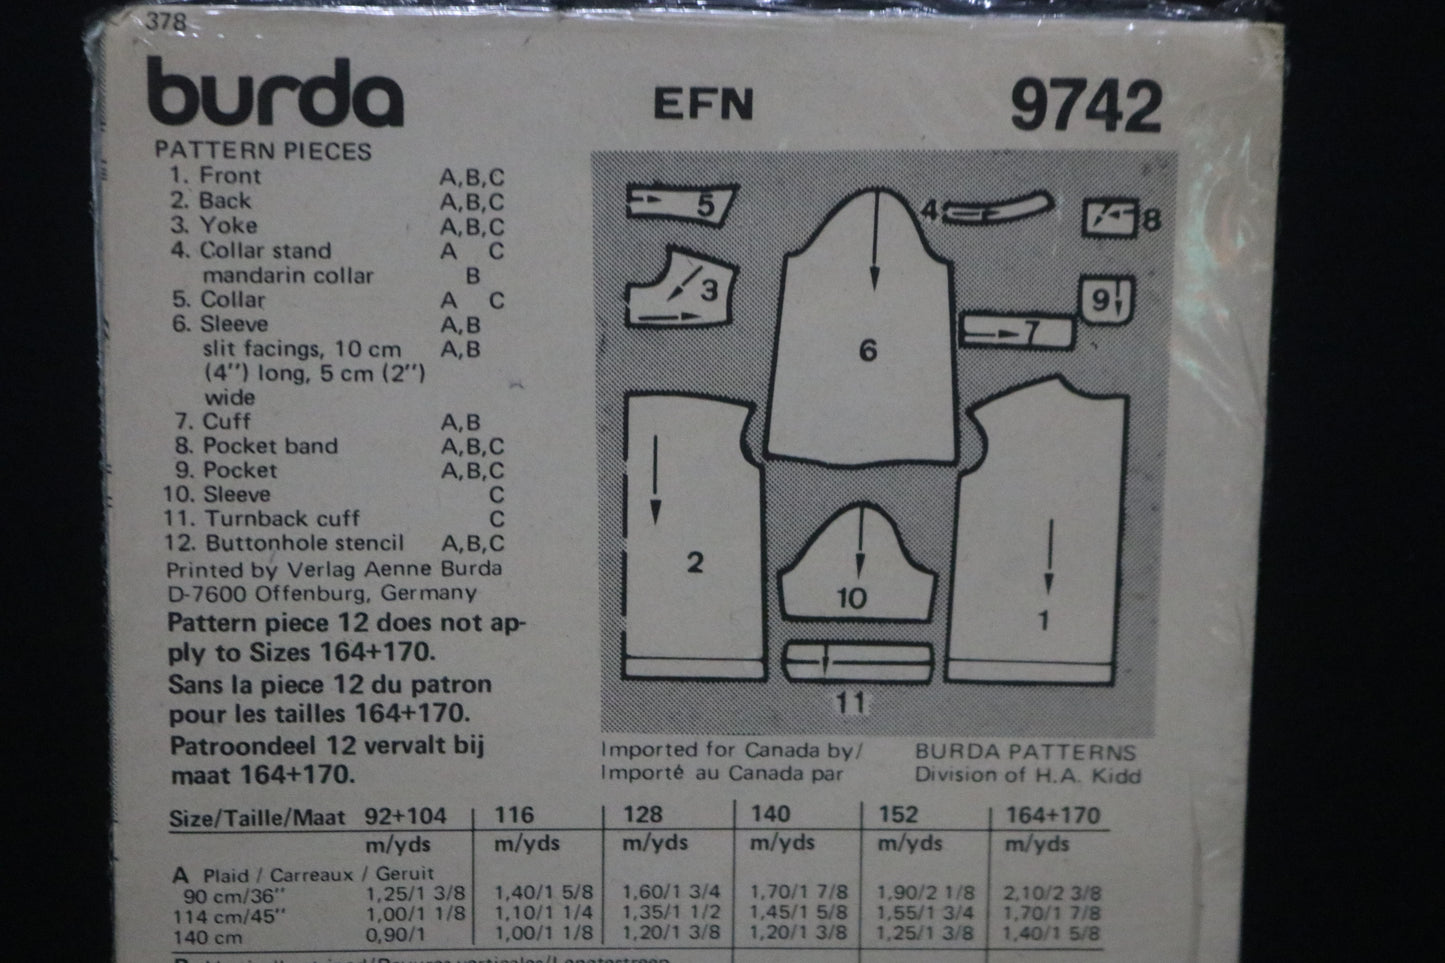 378
burda EFN 9742
PATTERN PIECES
1. Front A,B,C
2. Back A,B,C
3. Yoke A,B,C
4. Collar stand A C
mandarin collar B
5. Collar A C
6. Sleeve A,B
slit facings, 10 cm A,B
(4'') long, 5 cm (2'')
wide
7. Cuff A,B
8. Pocket band A,B,C
9. Pocket A,B,C
10. Sleeve C
11. Turnback cuff C
12. Buttonhole stencil A,B,C
Printed by Verlag Aenne Burda
D-7600 Offenburg, Germany
Pattern piece 12 does not ap-
ply to Sizes 164+170.
Sans la piece 12 du patron
pour les tailles 164+170.
Patroondeel 12 vervalt bij
maat 164+170.
5
4
8
3
9
7
6
2
10
1
11
Imported for Canada by/ BURDA PATTERNS
Importé au Canada par Division of H.A. Kidd
Size/Taille/Maat 92+104 116 128 140 152 164+170
m/yds m/yds m/yds m/yds m/yds m/yds
A Plaid / Carreaux / Geruit
90 cm/36'' 1,25/1 3/8 1,40/1 5/8 1,60/1 3/4 1,70/1 7/8 1,90/2 1/8 2,10/2 3/8
114 cm/45'' 1,00/1 1/8 1,10/1 1/4 1,35/1 1/2 1,45/1 5/8 1,55/1 3/4 1,70/1 7/8
140 cm 0,90/1 1,00/1 1/8 1,20/1 3/8 1,20/1 3/8 1,25/1 3/8 1,40/1 5/8